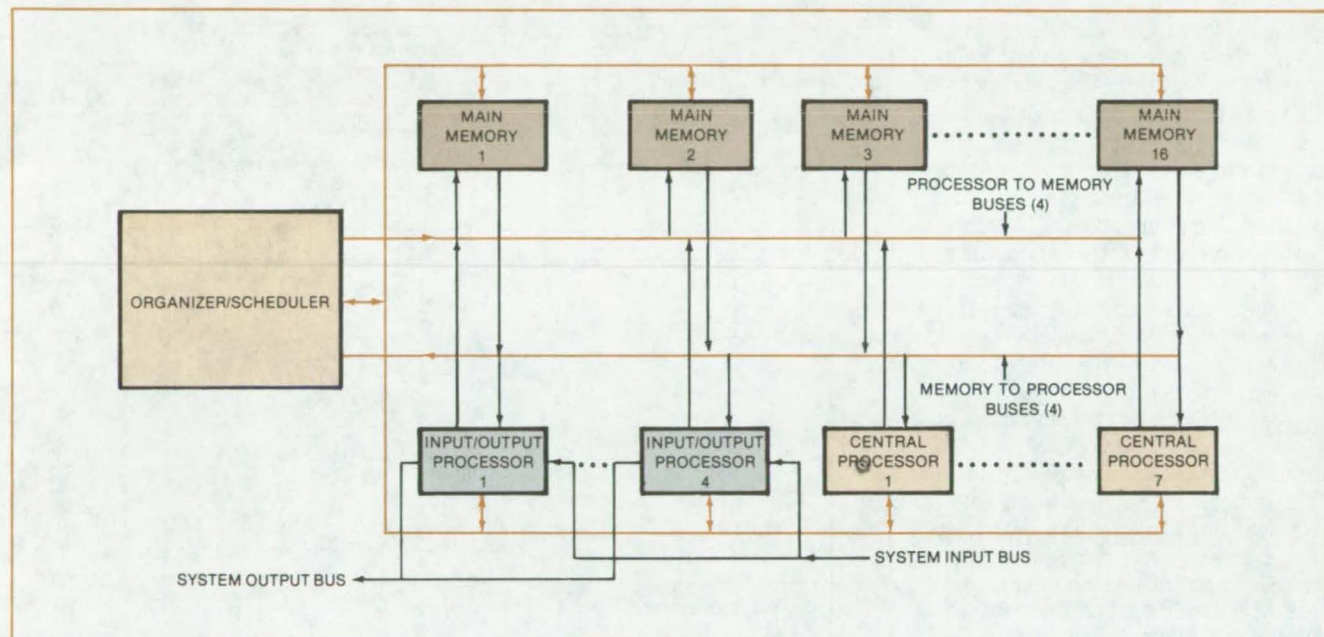 MAIN
MEMORY
1
MAIN
MEMORY
2
MAIN
MEMORY
3
MAIN
MEMORY
16
PROCESSOR TO MEMORY
BUSES (4)
ORGANIZER/SCHEDULER
MEMORY TO PROCESSOR
BUSES (4)
INPUT/OUTPUT
PROCESSOR
1
INPUT/OUTPUT
PROCESSOR
4
CENTRAL
PROCESSOR
1
CENTRAL
PROCESSOR
7
SYSTEM INPUT BUS
SYSTEM OUTPUT BUS